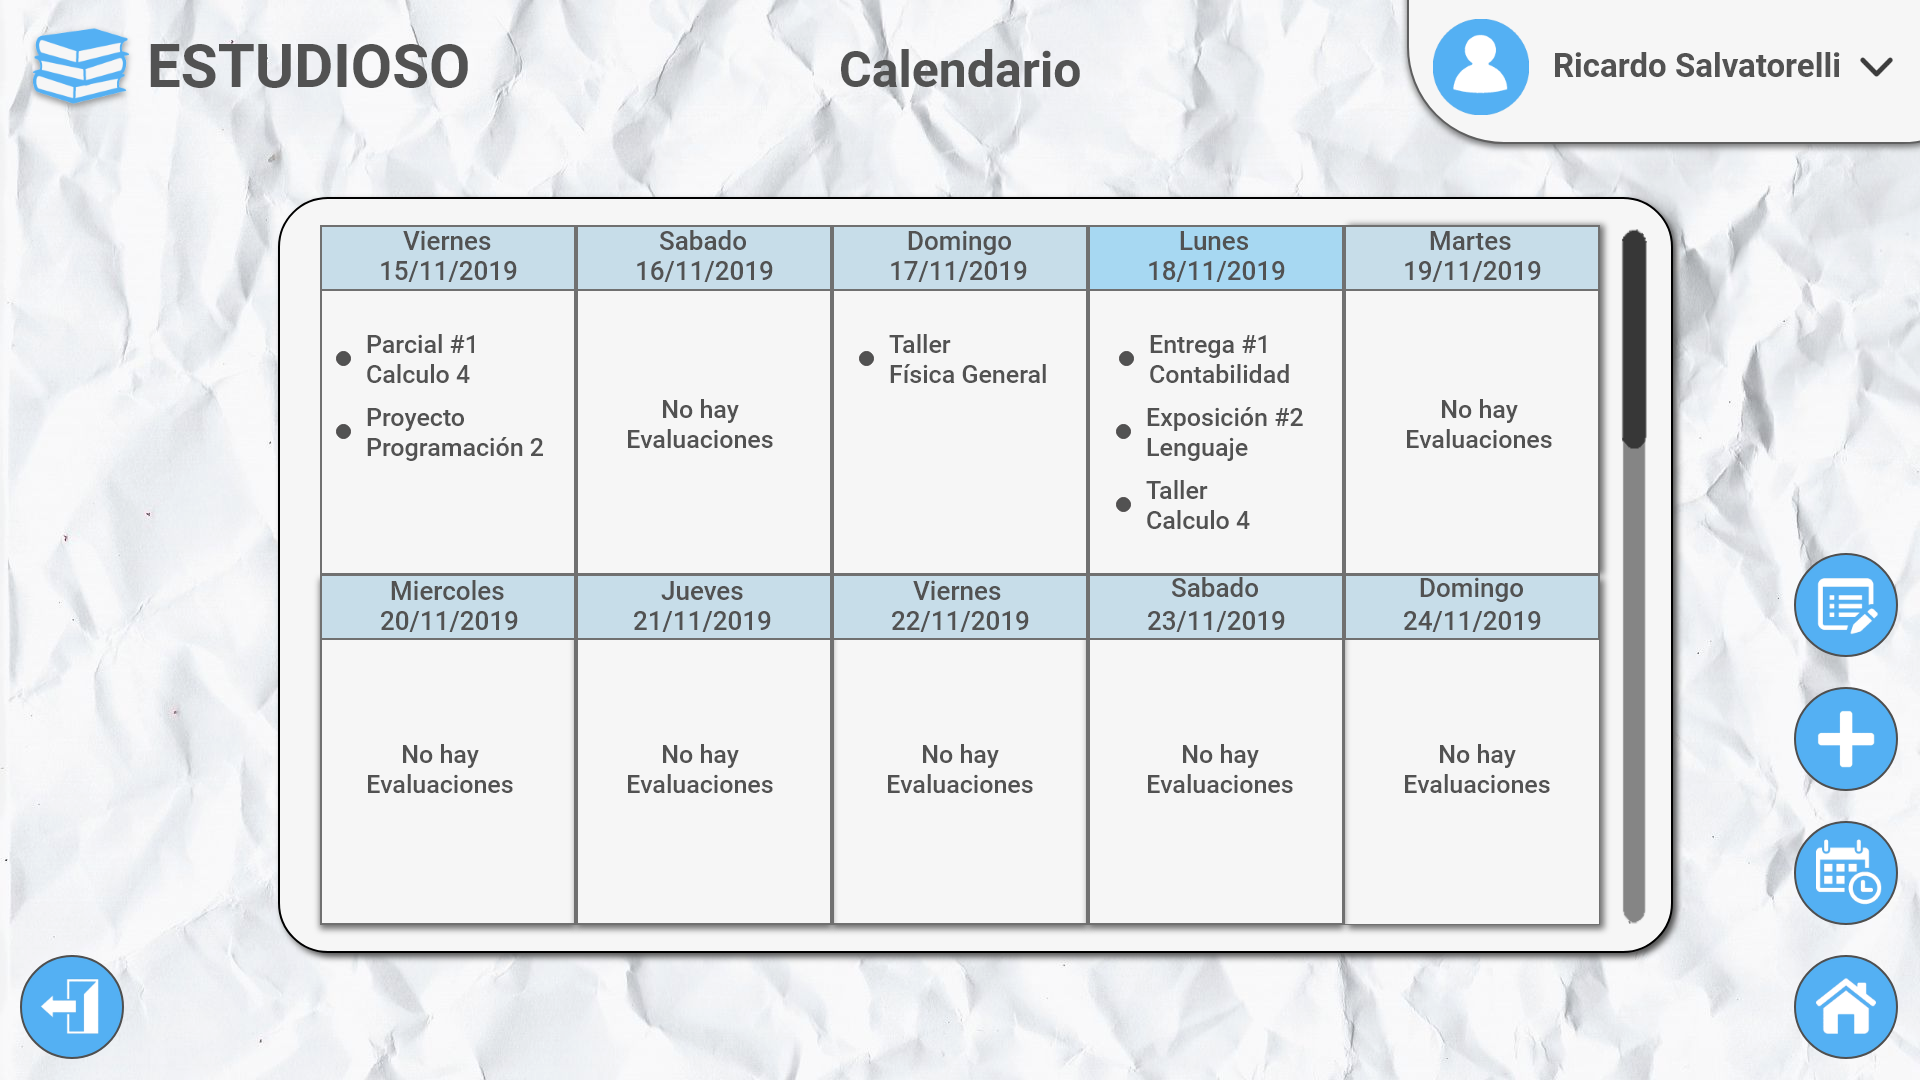 ESTUDIOSO
Calendario
Ricardo Salvatorelli
Viernes
15/11/2019
Sabado
16/11/2019
Domingo
17/11/2019
Lunes
18/11/2019
Martes
19/11/2019
Parcial #1
Calculo 4
Proyecto
Programación 2
No hay
Evaluaciones
Taller
Física General
Entrega #1
Contabilidad
Exposición #2
Lenguaje
Taller
Calculo 4
No hay
Evaluaciones
Miercoles
20/11/2019
Jueves
21/11/2019
Viernes
22/11/2019
Sabado
23/11/2019
Domingo
24/11/2019
No hay
Evaluaciones
No hay
Evaluaciones
No hay
Evaluaciones
No hay
Evaluaciones
No hay
Evaluaciones